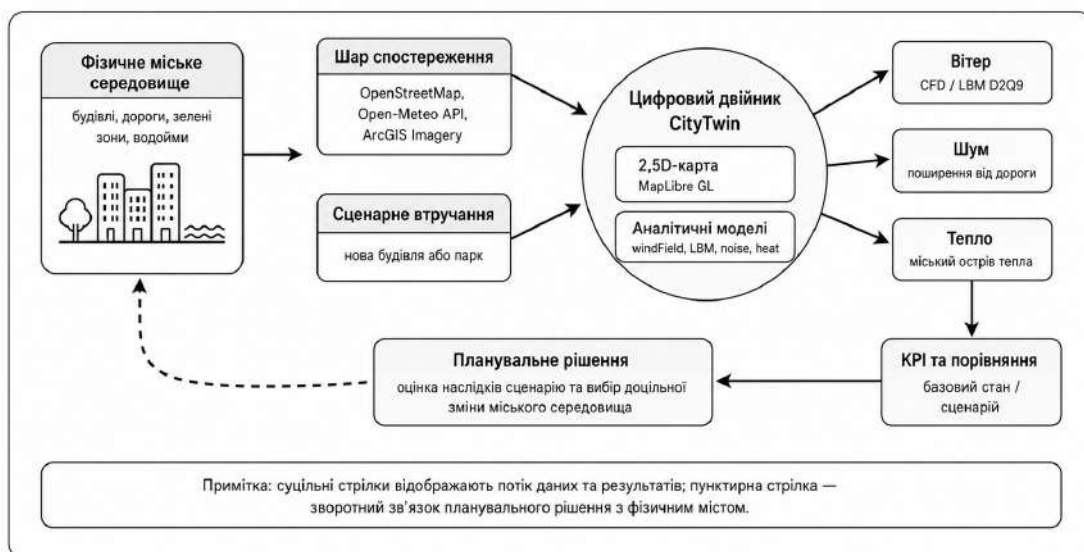 Фізичне міське
середовище
будівлі, дороги, зелені
зони, водойми
Шар спостереження
OpenStreetMap,
Open-Meteo API,
ArcGIS Imagery
Сценарне втручання
нова будівля або парк
Цифровий двійник
CityTwin
2,5D-карта
MapLibre GL
Аналітичні моделі
windField, LBM, noise, heat
Вітер
CFD / LBM D2Q9
Шум
поширення від дороги
Тепло
міський острів тепла
KPI та порівняння
базовий стан /
сценарій
Планувальне рішення
оцінка наслідків сценарію та вибір доцільної
зміни міського середовища
Примітка: суцільні стрілки відображають потік даних та результатів; пунктирна стрілка —
зворотний зв'язок планувального рішення з фізичним містом.